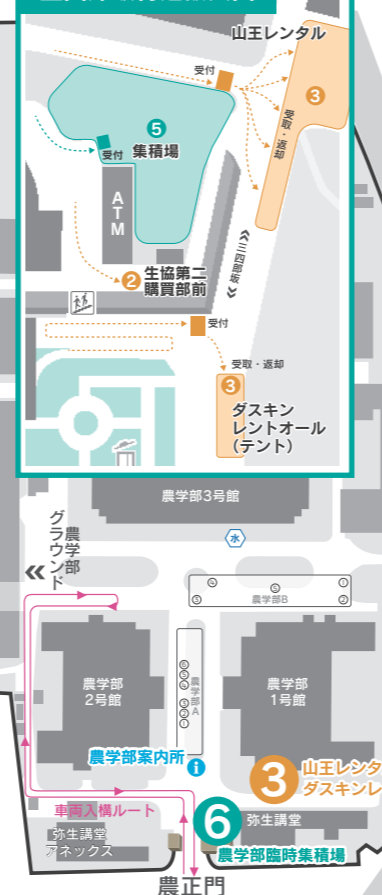 山王レンタル
受付
3
受取・返却
5
集積場
受付
ATM
《三四郎坂》
2 生協第二
購買部前
受付
受取・返却
3
ダスキン
レントオール
（テント）
農学部3号館
水
農学部
グラウンド
《
④ ⑤ ①
③ 農学部B ②
農学部
2号館
⑥⑤④ ③②①
農学部A
農学部
1号館
農学部案内所
i
3 山王レンタ
ダスキンレ
車両入構ルート
6
弥生講堂
弥生講堂
アネックス
農学部臨時集積場
農正門